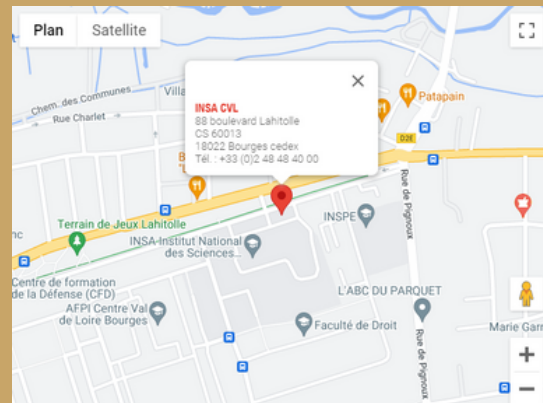 Plan
Satellite
Chem. des Communes
Rue Charlet
Villa
INSA CVL
88 boulevard Lahitolle
CS 60013
18022 Bourges cedex
Tél. : +33 (0)2 48 48 40 00
Patapain
D26
Rue de Pignoux
Terrain de Jeux Lahitolle
INSPE
INSA-Institut National
des Sciences...
Centre de formation
de la Défense (CFD)
AFPI Centre Val
de Loire Bourges
L'ABC DU PARQUET
Faculté de Droit
Marie Garr
Rue de Pignoux